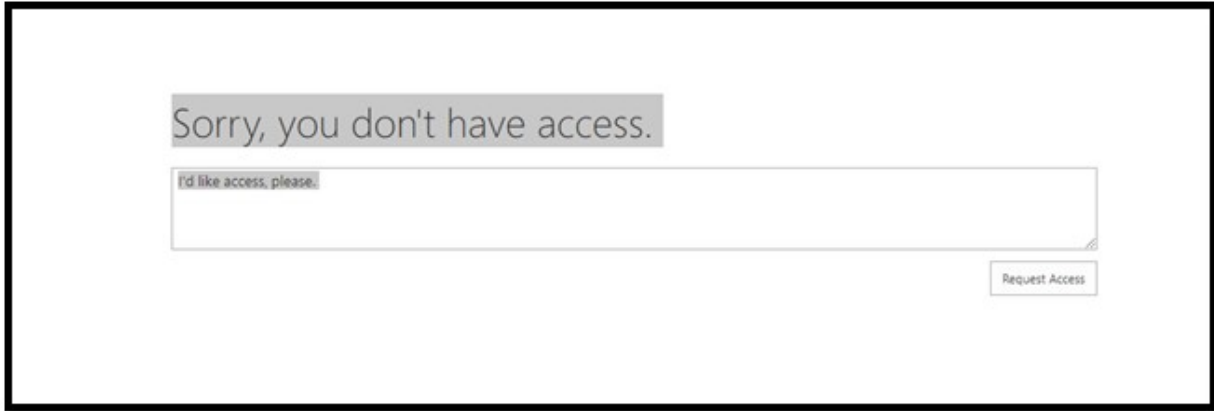 Sorry, you don't have access.
I'd like access, please.
Request Access